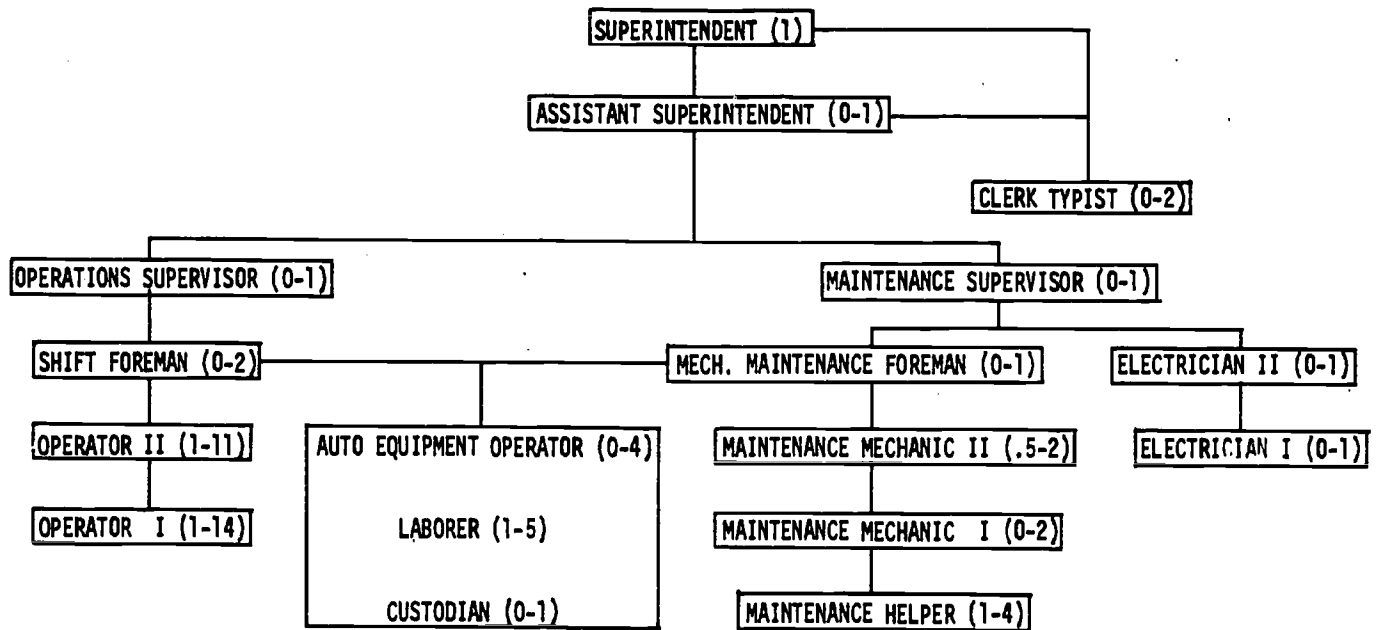 SUPERINTENDENT (1)
ASSISTANT SUPERINTENDENT (0-1)
CLERK TYPIST (0-2)
OPERATIONS SUPERVISOR (0-1)
MAINTENANCE SUPERVISOR (0-1)
SHIFT FOREMAN (0-2)
MECH. MAINTENANCE FOREMAN (0-1)
ELECTRICIAN II (0-1)
OPERATOR II (1-11)
AUTO EQUIPMENT OPERATOR (0-4)
MAINTENANCE MECHANIC II (.5-2)
ELECTRICIAN I (0-1)
OPERATOR I (1-14)
LABORER (1-5)
MAINTENANCE MECHANIC I (0-2)
CUSTODIAN (0-1)
MAINTENANCE HELPER (1-4)